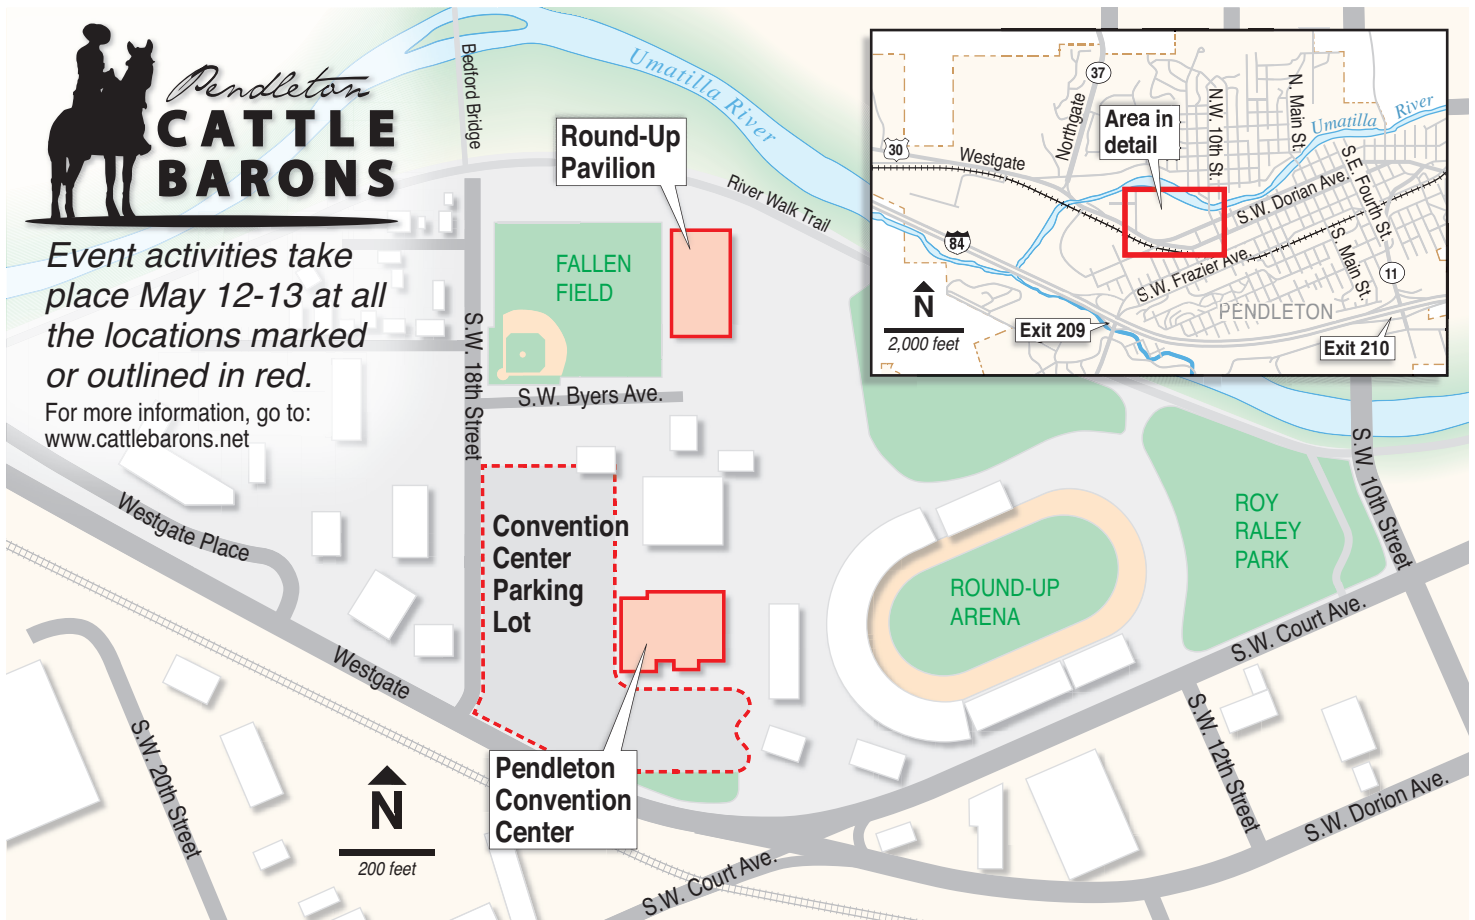 Pendleton
CATTLE
BARONS
Event activities take
place May 12-13 at all
the locations marked
or outlined in red.
For more information, go to:
www.cattlebarons.net
Bedford Bridge
Umatilla River
Round-Up
Pavilion
River Walk Trail
FALLEN
FIELD
S.W. 18th Street
S.W. Byers Ave.
Westgate Place
Convention
Center
Parking
Lot
Westgate
S.W. 20th Street
N
200 feet
Pendleton
Convention
Center
ROUND-UP
ARENA
ROY
RALEY
PARK
S.W. 10th Street
S.W. Court Ave.
S.W. 12th Street
S.W. Dorion Ave.
S.W. Court Ave.
37
Northgate
Area in
detail
N.W. 10th St.
N. Main St.
Umatilla River
30
Westgate
S.W. Dorian Ave.
S.E. Fourth St.
84
S.W. Frazier Ave.
S. Main St.
11
N
2,000 feet
PENDLETON
Exit 209
Exit 210